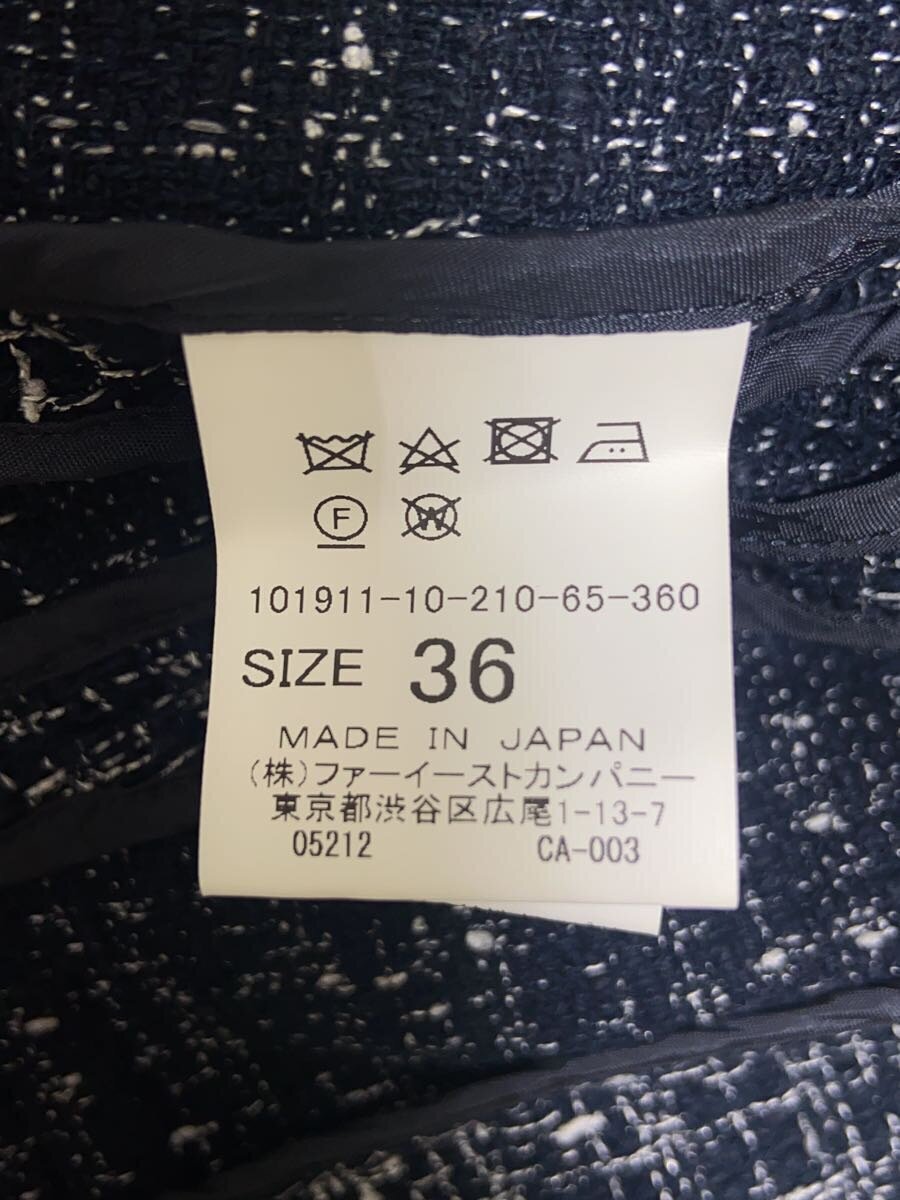 F W
101911-10-210-65-360
SIZE 36
MADE IN JAPAN
(株)ファーイーストカンパニー
東京都渋谷区広尾1-13-7
05212 CA-003